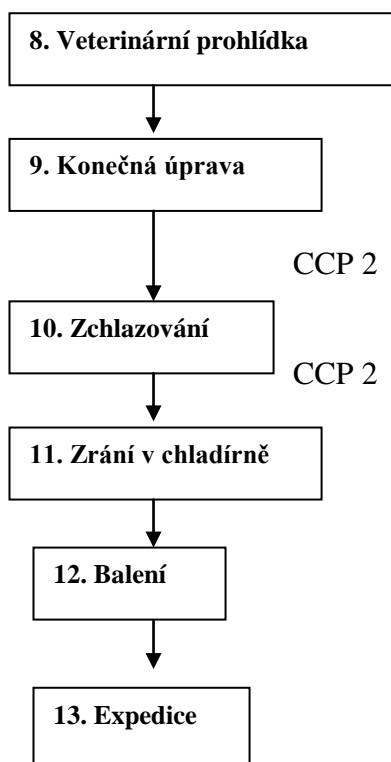 8. Veterinární prohlídka
9. Konečná úprava
CCP 2
10. Zchlazování
CCP 2
11. Zrání v chladírně
12. Balení
13. Expedice